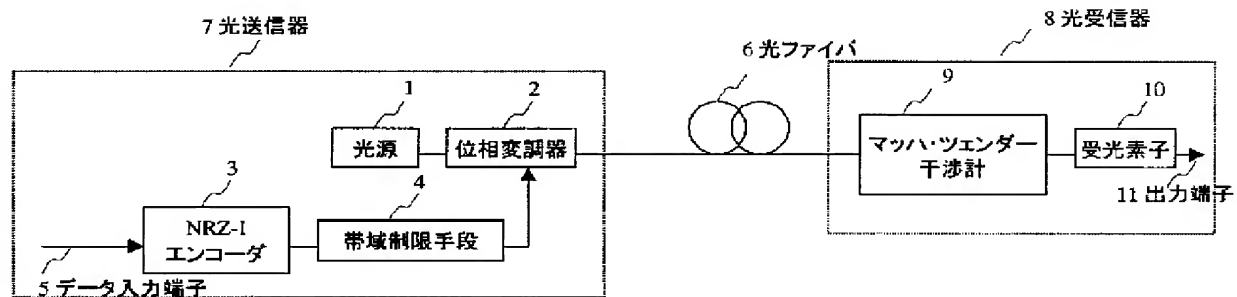 7 光送信器
8 光受信器
6 光ファイバ
1
2
9
10
光源
位相変調器
マッハ・ツェンダー
干渉計
受光素子
11 出力端子
3
4
NRZ-I
エンコーダ
帯域制限手段
5 データ入力端子